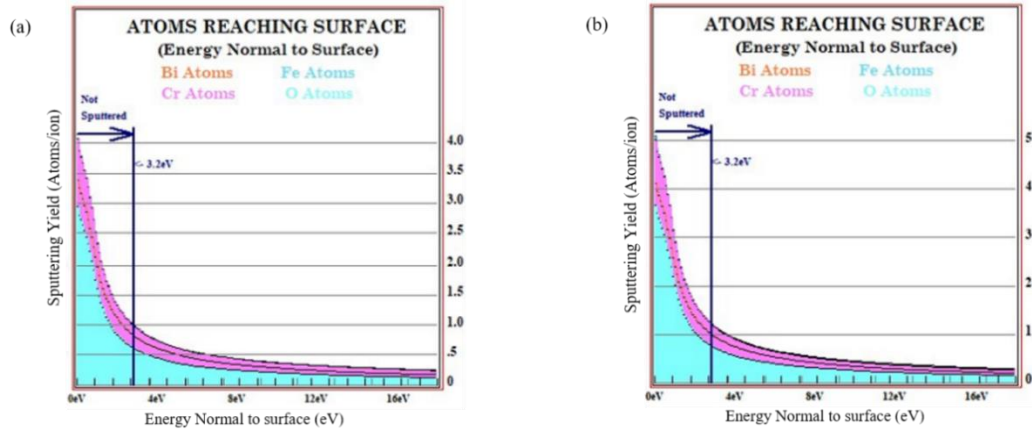 (a)
ATOMS REACHING SURFACE
(Energy Normal to Surface)
Bi Atoms Fe Atoms
Cr Atoms O Atoms
Not
Sputtered
<- 3.2eV
4.0
3.5
3.0
2.5
2.0
1.5
1.0
.5
0
Sputtering Yield (Atoms/ion)
0eV 4eV 8eV 12eV 16eV
Energy Normal to surface (eV)
(b)
ATOMS REACHING SURFACE
(Energy Normal to Surface)
Bi Atoms Fe Atoms
Cr Atoms O Atoms
Not
Sputtered
<- 3.2eV
5
4
3
2
1
0
Sputtering Yield (Atoms/ion)
0eV 4eV 8eV 12eV 16eV
Energy Normal to surface (eV)